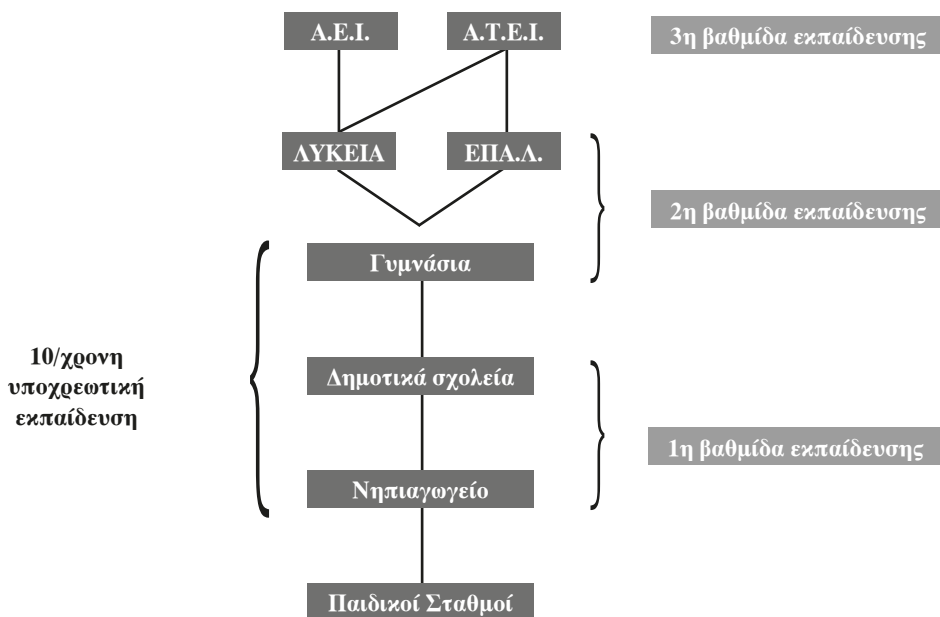 Α.Ε.Ι.
Α.Τ.Ε.Ι.
3η βαθμίδα εκπαίδευσης
ΛΥΚΕΙΑ
ΕΠΑ.Λ.
2η βαθμίδα εκπαίδευσης
Γυμνάσια
10/χρονη
υποχρεωτική
εκπαίδευση
Δημοτικά σχολεία
1η βαθμίδα εκπαίδευσης
Νηπιαγωγείο
Παιδικοί Σταθμοί